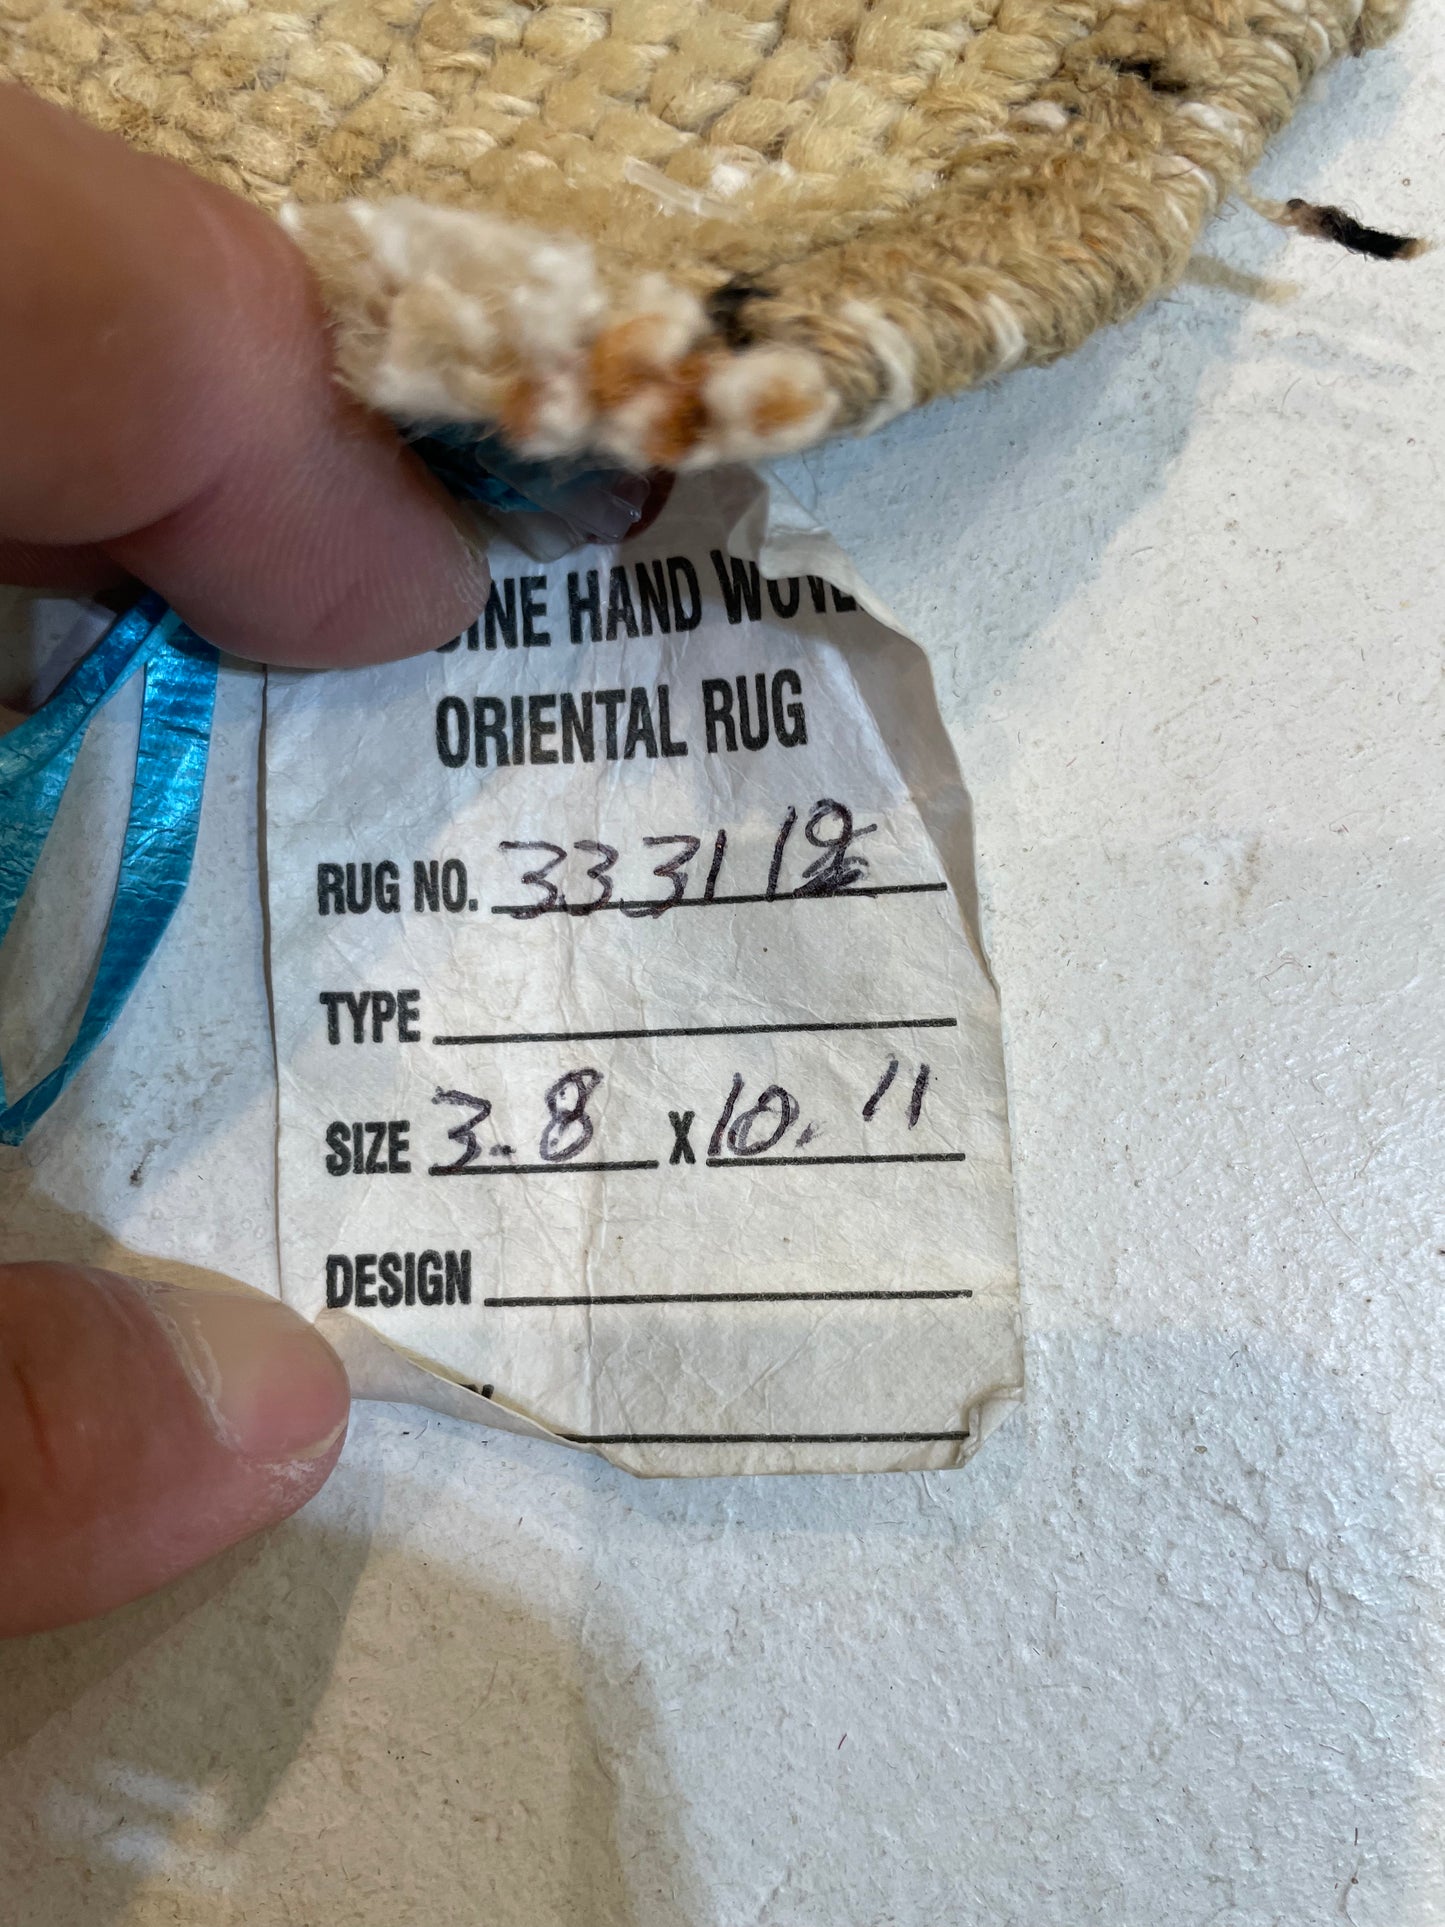 HAND
ORIENTAL RUG
RUG NO.
TYPE
SIZE 3.8 X 10.11
DESIGN